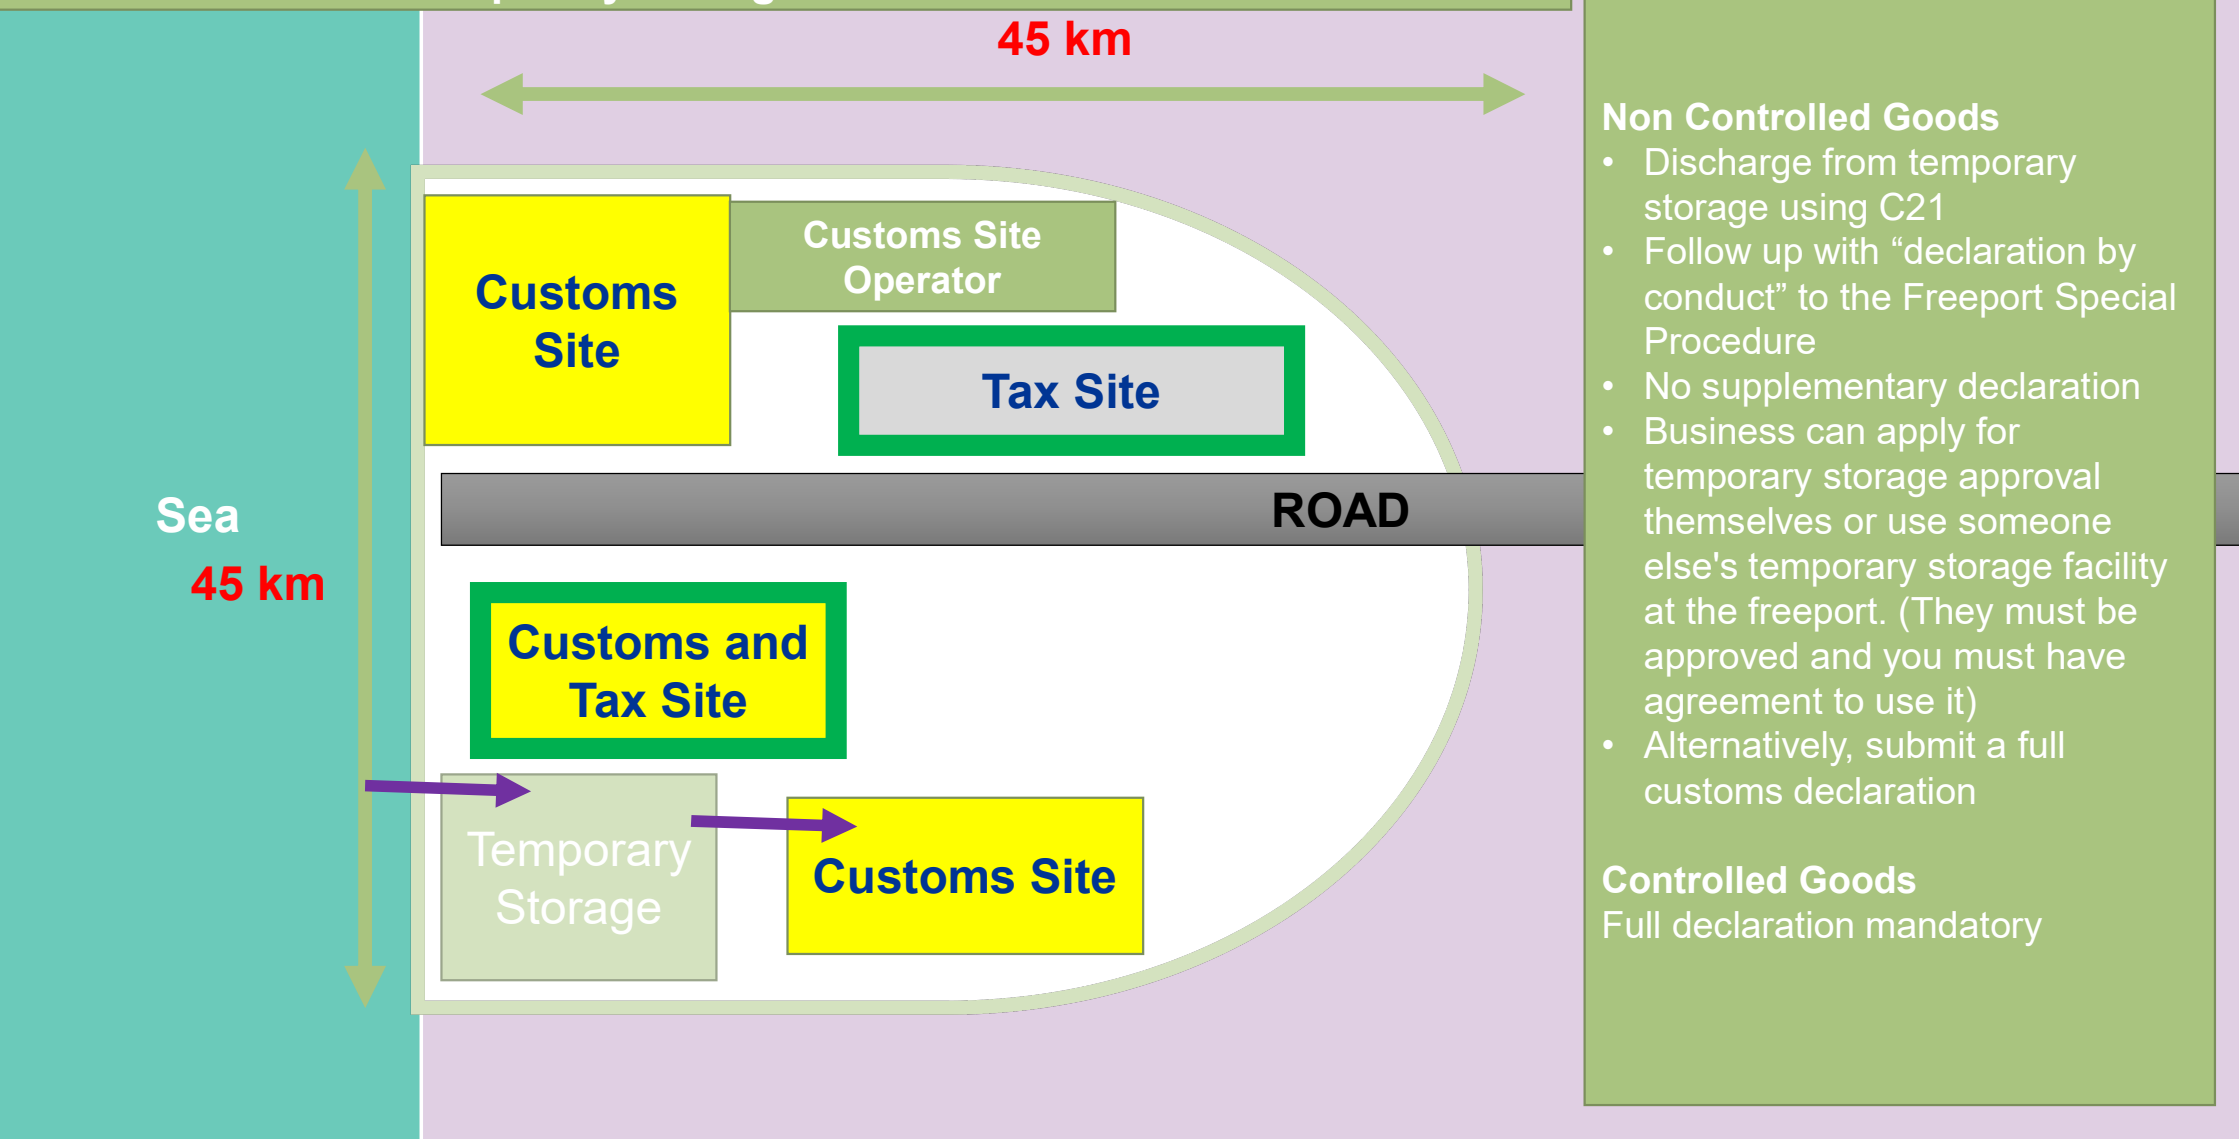 45 km
Customs
Site
Customs Site
Operator
Tax Site
ROAD
Sea
45 km
Customs and
Tax Site
Temporary
Storage
Customs Site
Non Controlled Goods
• Discharge from temporary
storage using C21
• Follow up with “declaration by
conduct” to the Freeport Special
Procedure
• No supplementary declaration
• Business can apply for
temporary storage approval
themselves or use someone
else's temporary storage facility
at the freeport. (They must be
approved and you must have
agreement to use it)
• Alternatively, submit a full
customs declaration
Controlled Goods
Full declaration mandatory